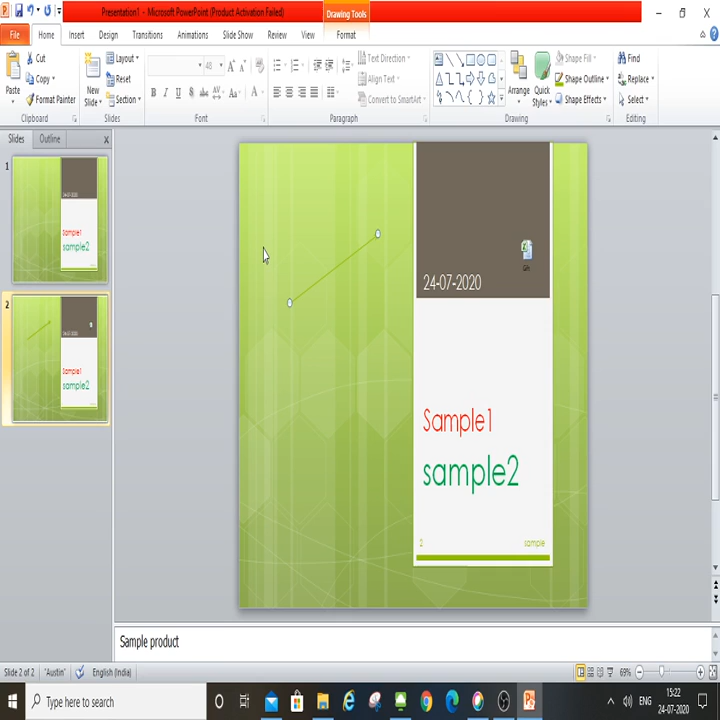 Presentation1 - Microsoft PowerPoint (Product Activation Failed)
Drawing Tools
File Home Insert Design Transitions Animations Slide Show Review View Format
Paste
Cut
Copy
Format Painter
Clipboard
New Slide
Layout
Reset
Section
Slides
48
B I U S abc AV Aa A
Font
Text Direction
Align Text
Convert to SmartArt
Paragraph
Arrange
Quick Styles
Shape Fill
Shape Outline
Shape Effects
Drawing
Find
Replace
Select
Editing
Slides Outline
1
24-07-2020
Sample1
sample2
2
24-07-2020
Sample1
sample2
24-07-2020
Sample1
sample2
2 sample
Sample product
Slide 2 of 2 "Austin" English (India) 69%
Type here to search
ENG
15:22
24-07-2020